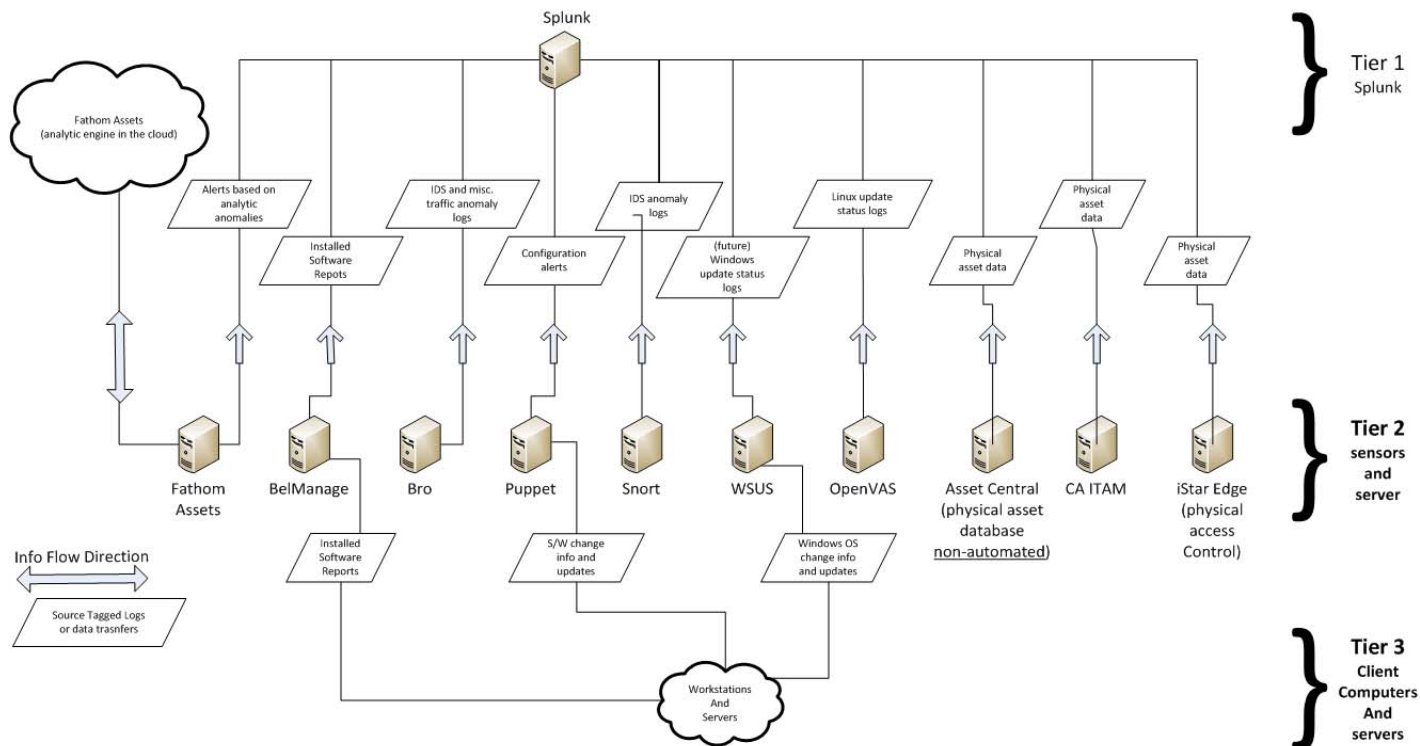 Splunk
Tier 1
Splunk
Fathom Assets
(analytic engine in the cloud)
Alerts based on
analytic
anomalies
IDS and misc.
traffic anomaly
logs
IDS anomaly
logs
Linux update
status logs
Physical
asset
data
Installed
Software
Repots
Configuration
alerts
(future)
Windows
update status
logs
Physical
asset data
Physical
asset
data
Fathom
Assets
BelManage
Bro
Puppet
Snort
WSUS
OpenVAS
Asset Central
(physical asset
database
non-automated)
CA ITAM
iStar Edge
(physical
access
Control)
Tier 2
sensors
and
server
Info Flow Direction
Source Tagged Logs
or data trasnfers
Installed
Software
Reports
S/W change
info and
updates
Windows OS
change info
and updates
Workstations
And
Servers
Tier 3
Client
Computers
And
servers